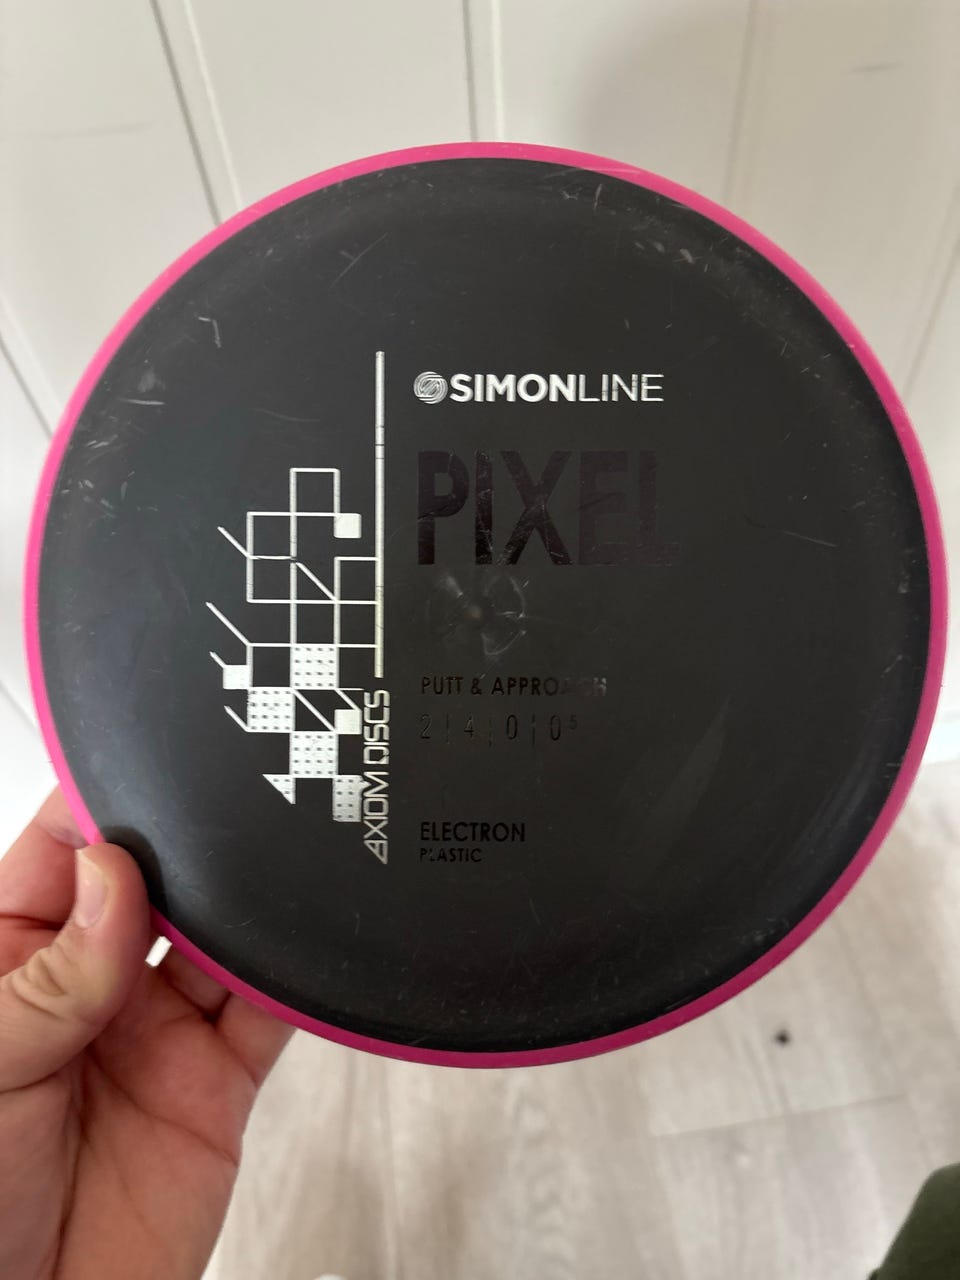 SIMONLINE
PIXEL
PUTT & APPROACH
2 | 4 | 0 | 0.5
ELECTRON
PLASTIC
AXIOM DISCS